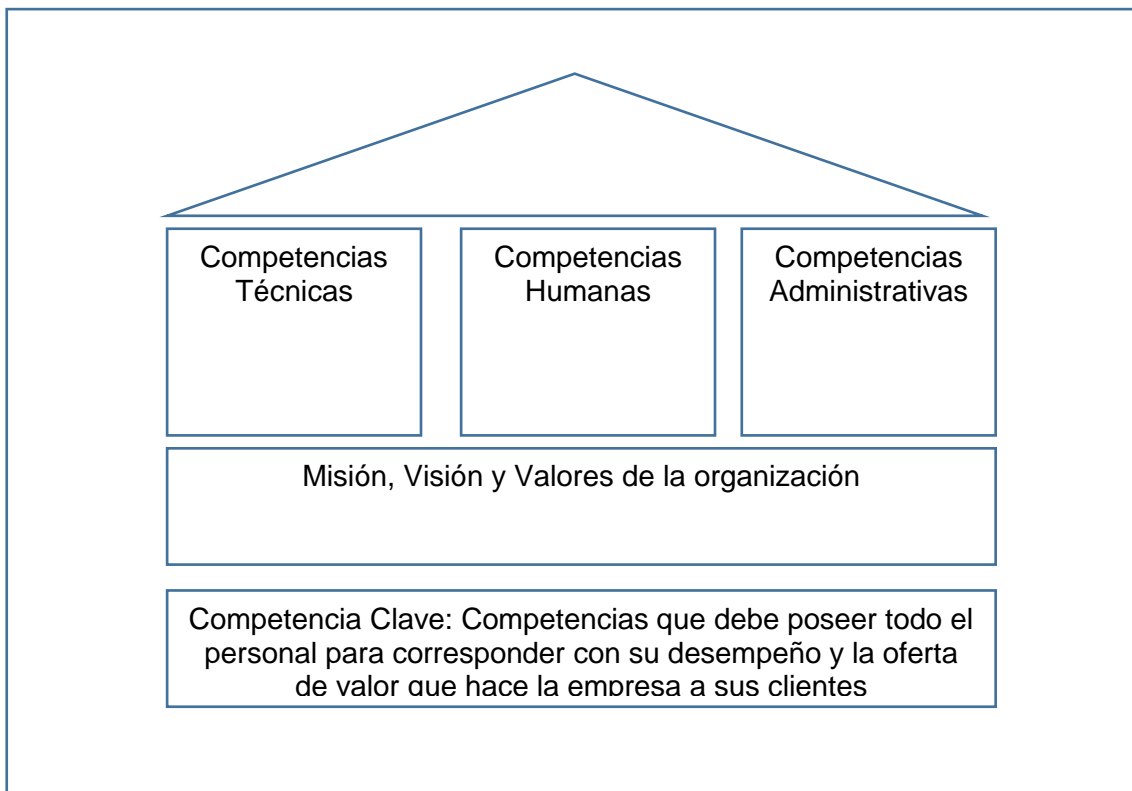 Competencias
Técnicas
Competencias
Humanas
Competencias
Administrativas
Misión, Visión y Valores de la organización
Competencia Clave: Competencias que debe poseer todo el
personal para corresponder con su desempeño y la oferta
de valor que hace la empresa a sus clientes